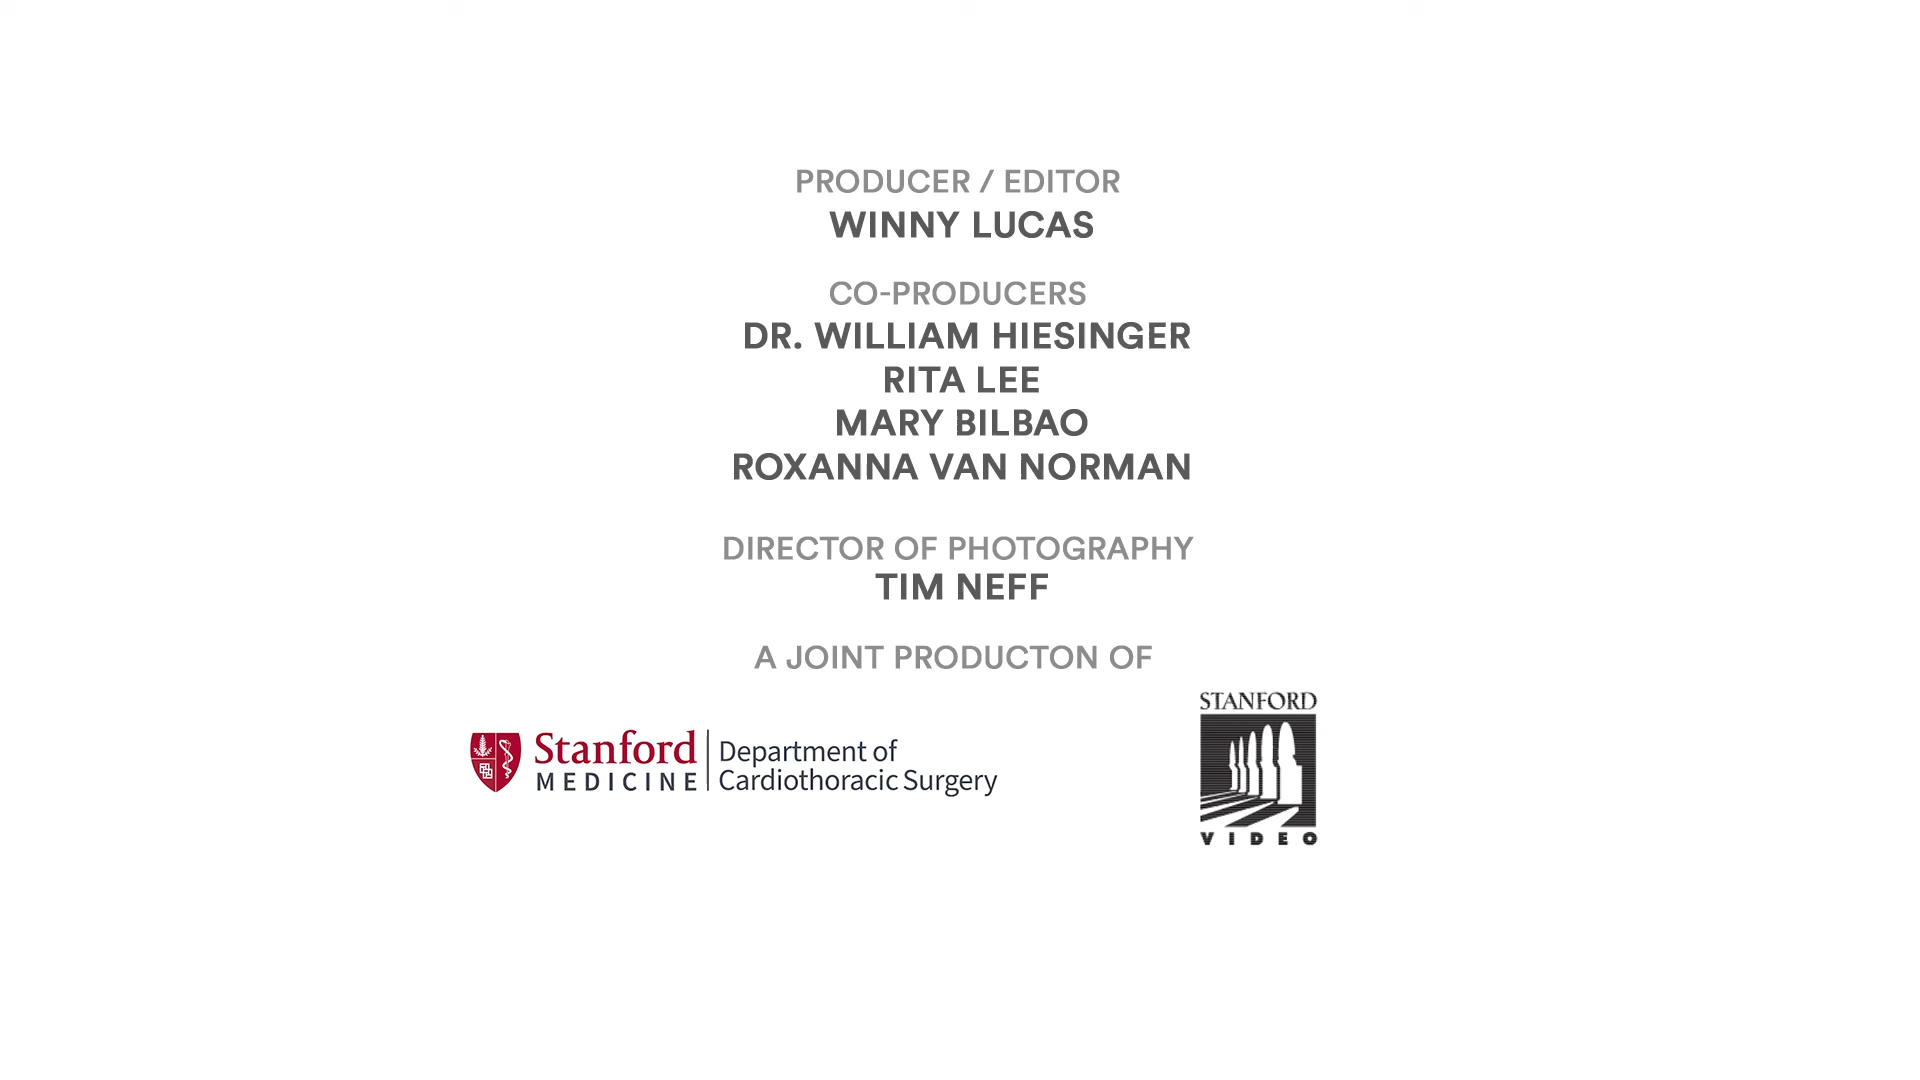 PRODUCER / EDITOR
WINNY LUCAS
CO-PRODUCERS
DR. WILLIAM HIESINGER
RITA LEE
MARY BILBAO
ROXANNA VAN NORMAN
DIRECTOR OF PHOTOGRAPHY
TIM NEFF
A JOINT PRODUCTON OF
Stanford
MEDICINE
Department of
Cardiothoracic Surgery
STANFORD
VIDEO